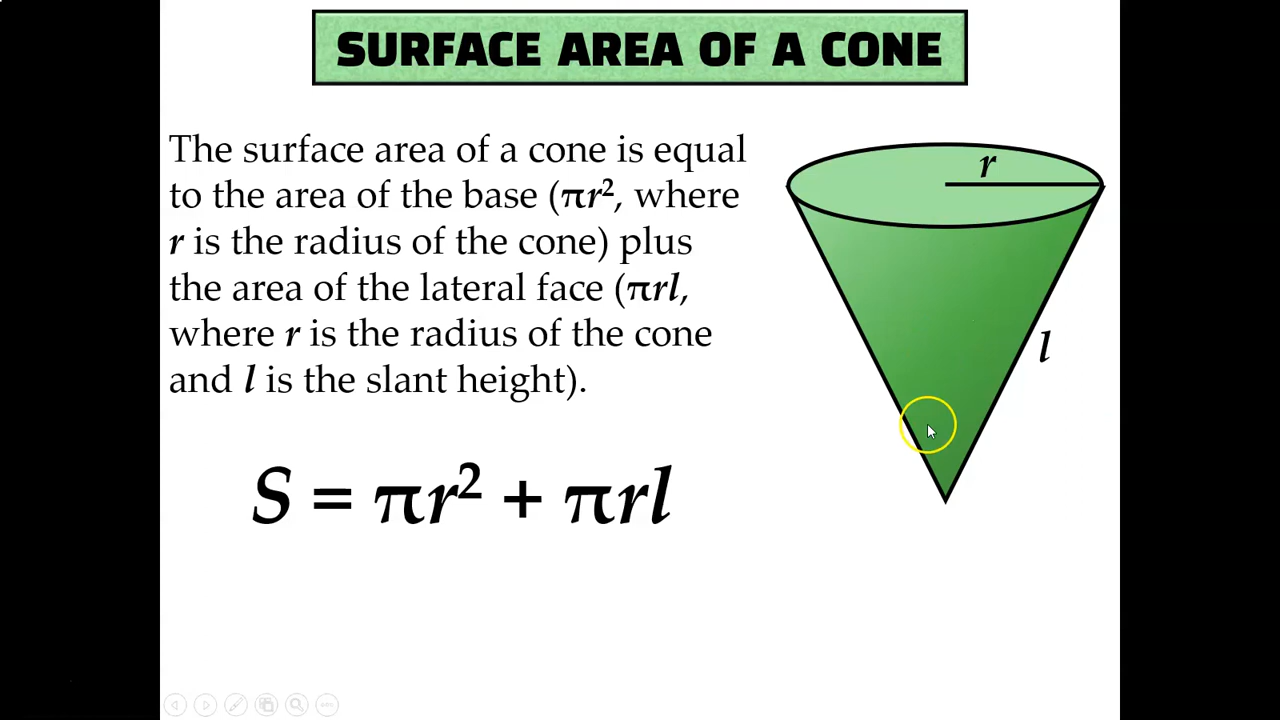 SURFACE AREA OF A CONE
The surface area of a cone is equal
to the area of the base (πr², where
r is the radius of the cone) plus
the area of the lateral face (πrl,
where r is the radius of the cone
and l is the slant height).
S = πr² + πrl
r
l